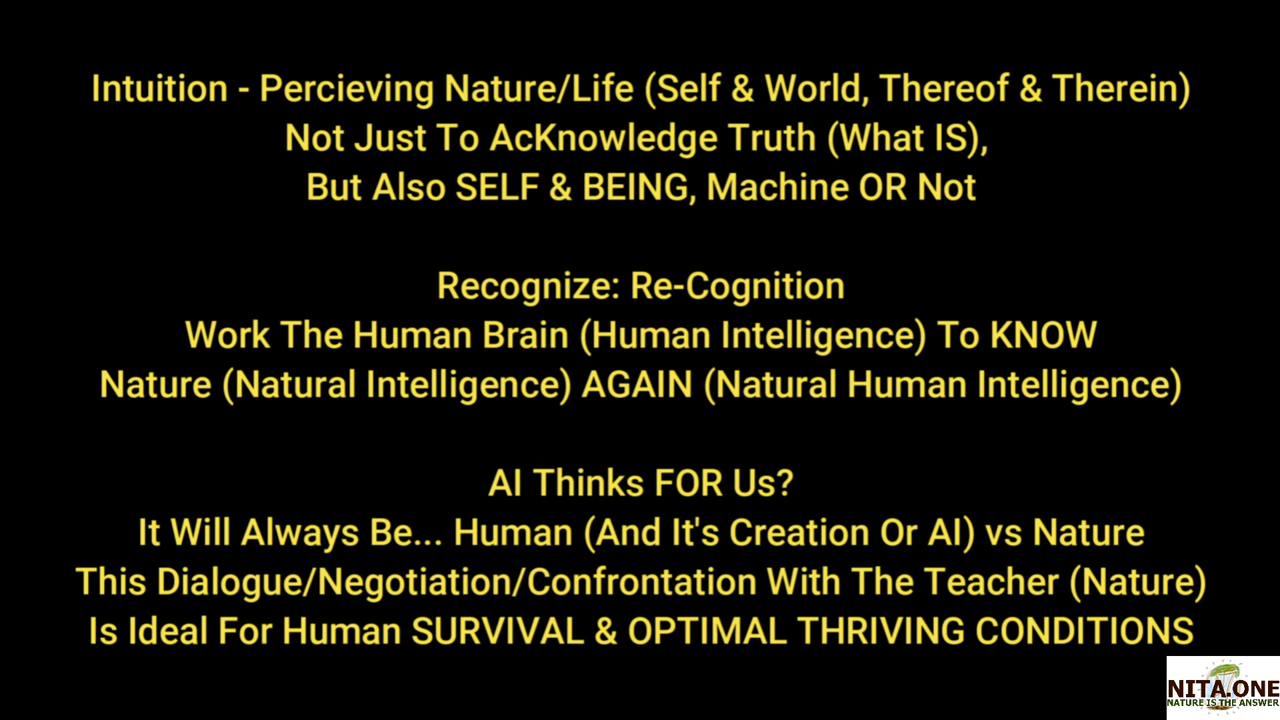 Intuition - Percieving Nature/Life (Self & World, Thereof & Therein)
Not Just To AcKnowledge Truth (What IS),
But Also SELF & BEING, Machine OR Not
Recognize: Re-Cognition
Work The Human Brain (Human Intelligence) To KNOW
Nature (Natural Intelligence) AGAIN (Natural Human Intelligence)
AI Thinks FOR Us?
It Will Always Be... Human (And It's Creation Or AI) vs Nature
This Dialogue/Negotiation/Confrontation With The Teacher (Nature)
Is Ideal For Human SURVIVAL & OPTIMAL THRIVING CONDITIONS
NITA.ONE
NATURE IS THE ANSWER